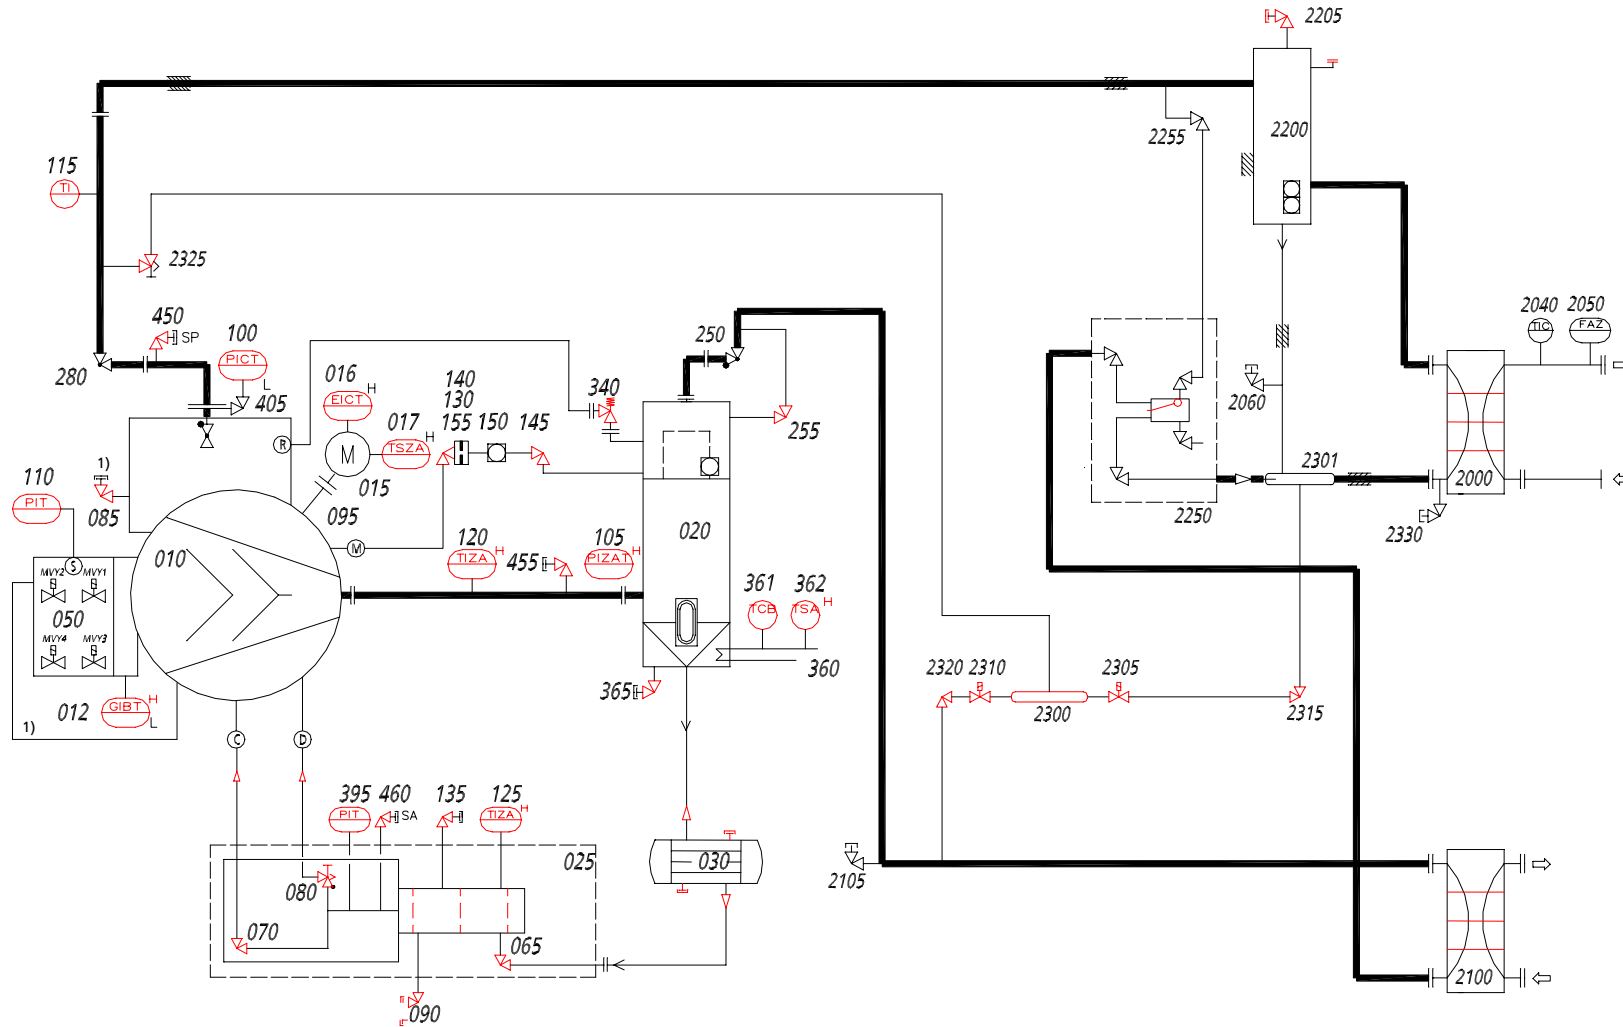 2205
2200
2255
115
TI
2325
450
SP
100
PICT
L
405
280
016
EICT
H
M
017
TSZA
H
015
140
130
155
150
145
340
250
255
2040
TIC
2050
FAZ
2060
2301
2000
2250
2330
R
1)
110
PIT
085
095
010
M
S
MVY2
MVY1
050
MVY4
MVY3
120
TIZA
H
455
105
PIZAT
H
020
361
TCB
362
TSA
H
360
365
012
GIBT
H
L
1)
C
D
2320
2310
2305
2300
2315
395
PIT
460
SA
135
125
TIZA
H
025
030
2105
080
070
065
090
2100